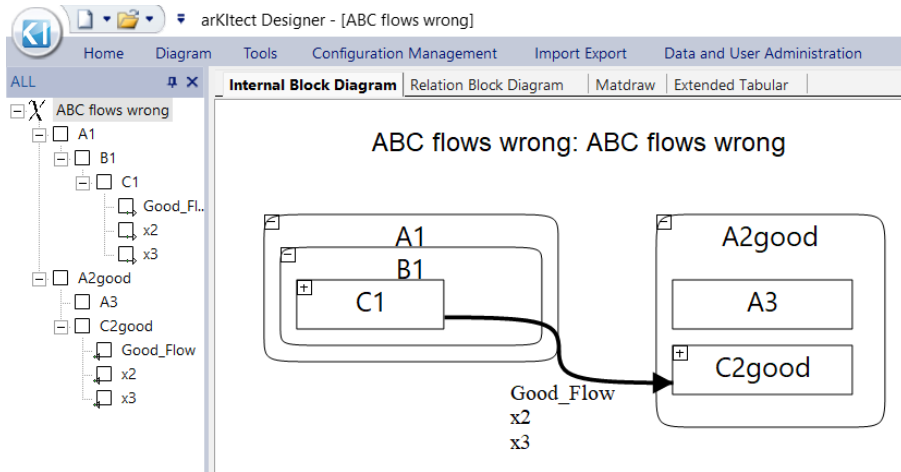 KI
arKItect Designer - [ABC flows wrong]
Home Diagram Tools Configuration Management Import Export Data and User Administration
ALL
Internal Block Diagram Relation Block Diagram Matdraw Extended Tabular
ABC flows wrong
A1
B1
C1
Good_Fl..
x2
x3
A2good
A3
C2good
Good_Flow
x2
x3
ABC flows wrong: ABC flows wrong
A1
B1
C1
A2good
A3
C2good
Good_Flow
x2
x3